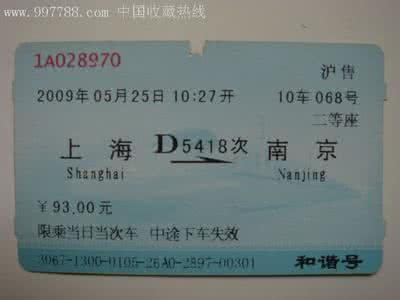 www.997788.com 中国收藏热线
1A028970
沪售
2009年05月25日10:27开 10车068号
二等座
上海 D5418次 南京
Shanghai Nanjing
￥93.00元
限乘当日当次车 中途下车失效
3067-1300-0105-26A0-2897-00301 和谐号